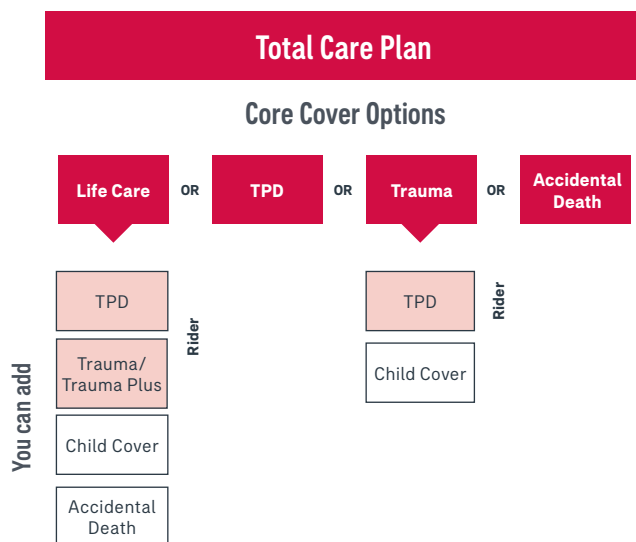 Total Care Plan
Core Cover Options
Life Care
OR
TPD
OR
Trauma
OR
Accidental
Death
You can add
TPD
Rider
Trauma/
Trauma Plus
Child Cover
Accidental
Death
TPD
Rider
Child Cover